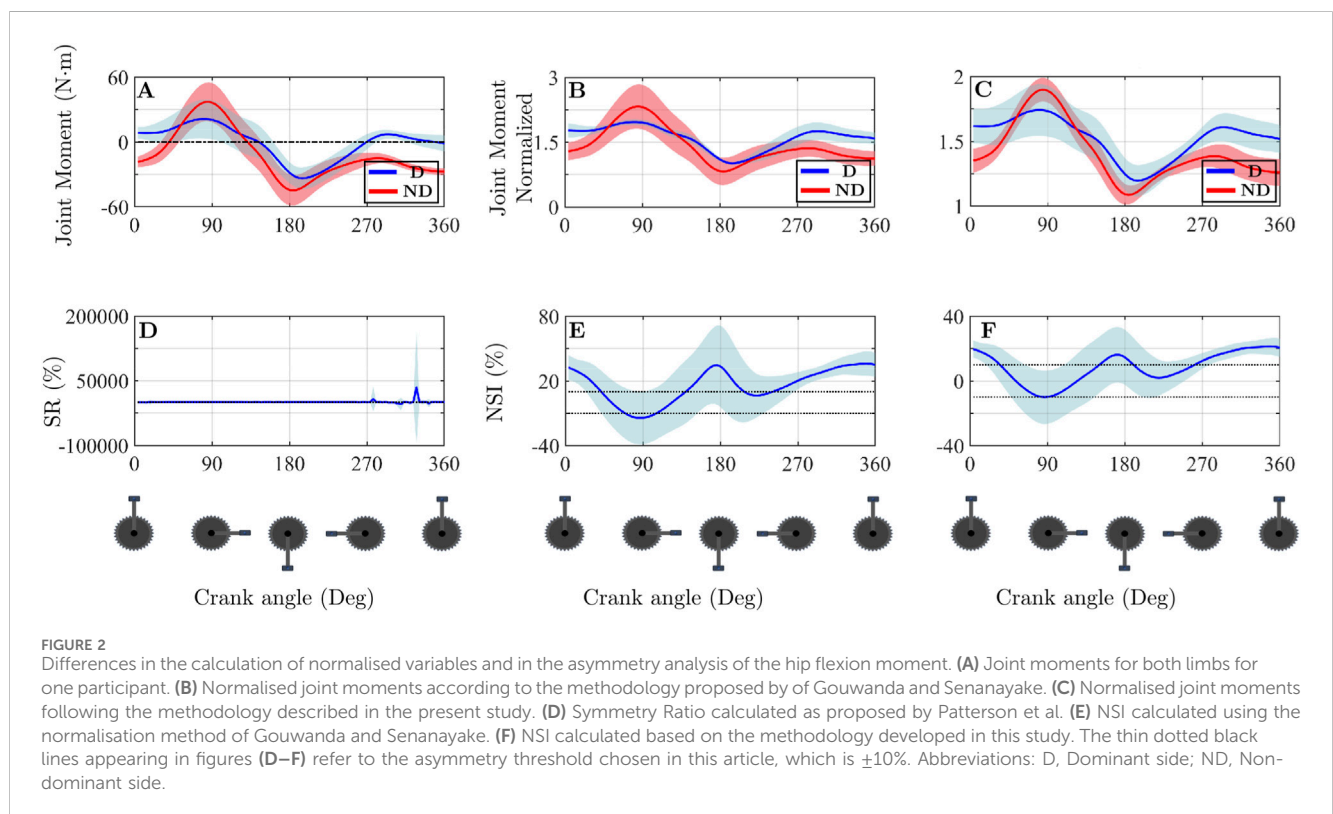 Joint Moment (N·m)
60
0
-60
A
D
ND
0 90 180 270 360
Joint Moment
Normalized
3
1.5
0
B
D
ND
0 90 180 270 360
2
1.5
1
C
D
ND
0 90 180 270 360
SR (%)
200000
50000
-100000
D
0 90 180 270 360
NSI (%)
80
20
-40
E
0 90 180 270 360
40
0
-40
F
0 90 180 270 360
Crank angle (Deg)
Crank angle (Deg)
Crank angle (Deg)
FIGURE 2
Differences in the calculation of normalised variables and in the asymmetry analysis of the hip flexion moment. (A) Joint moments for both limbs for
one participant. (B) Normalised joint moments according to the methodology proposed by of Gouwanda and Senanayake. (C) Normalised joint moments
following the methodology described in the present study. (D) Symmetry Ratio calculated as proposed by Patterson et al. (E) NSI calculated using the
normalisation method of Gouwanda and Senanayake. (F) NSI calculated based on the methodology developed in this study. The thin dotted black
lines appearing in figures (D–F) refer to the asymmetry threshold chosen in this article, which is ±10%. Abbreviations: D, Dominant side; ND, Non-
dominant side.